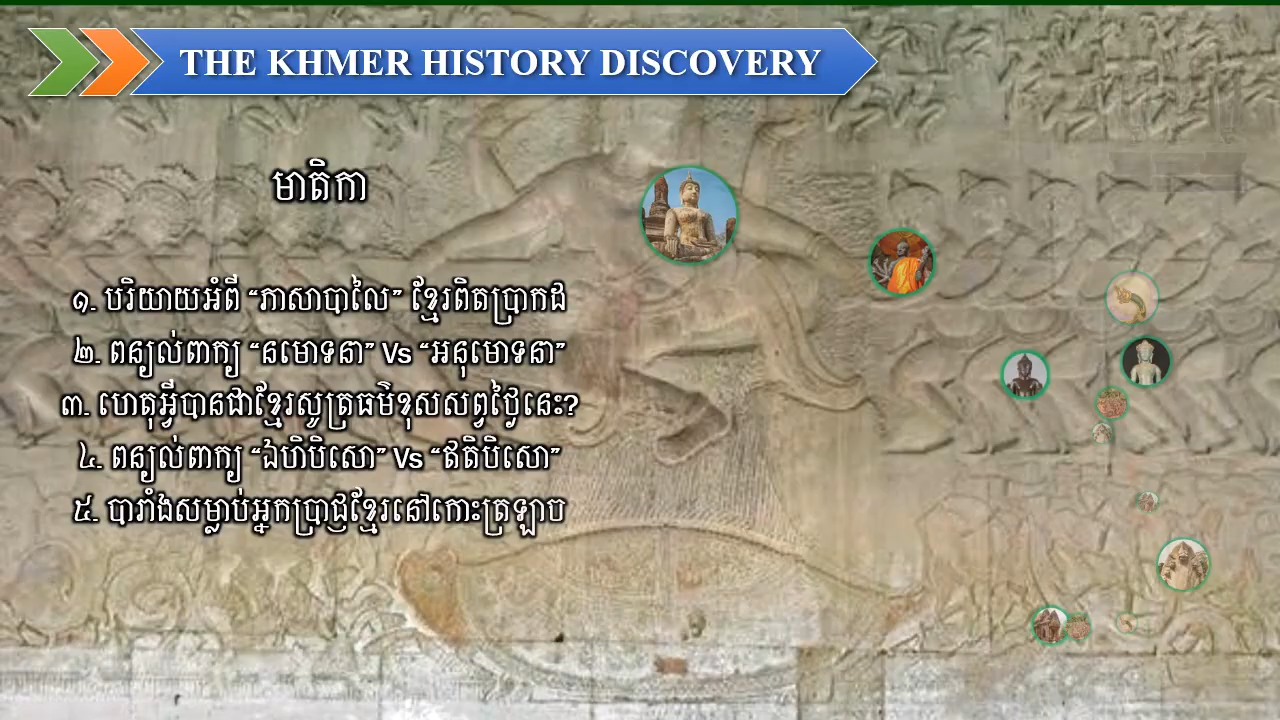 THE KHMER HISTORY DISCOVERY
មាតិកា
១. បរិយាយអំពី “ភាសាបាលៃ” ខ្មែរពិតប្រាកដ
២. ពន្យល់ពាក្យ “នមោទនា” Vs “អនុមោទនា”
៣. ហេតុអ្វីបានជាខ្មែរសូត្រធម៌ខុសសព្វថ្ងៃនេះ?
៤. ពន្យល់ពាក្យ “ឯហិបិសោ” Vs “ឥតិបិសោ”
៥. បារាំងសម្លាប់អ្នកប្រាជ្ញខ្មែរនៅកោះត្រឡាច